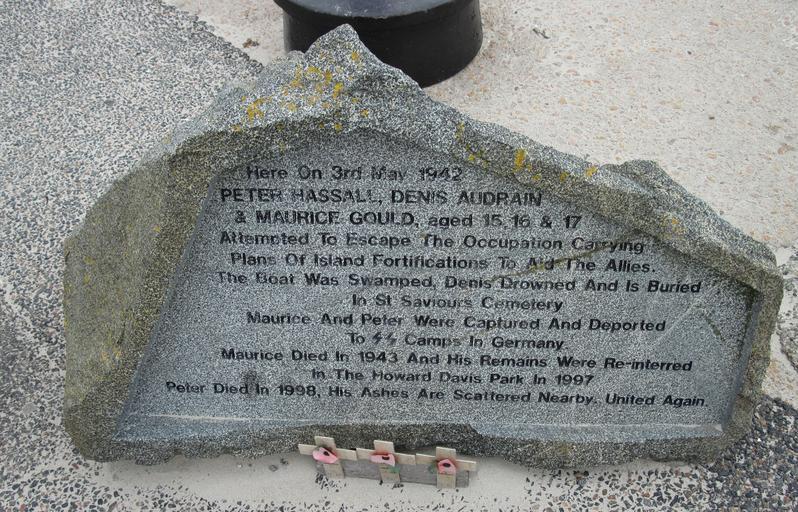 Here On 3rd May 1942
PETER HASSALL, DENIS AUDRAIN
& MAURICE GOULD, aged 15, 16 & 17
Attempted To Escape The Occupation Carrying
Plans Of Island Fortifications To Aid The Allies.
The Boat Was Swamped, Denis Drowned And Is Buried
In St Saviours Cemetery
Maurice And Peter Were Captured And Deported
To ᛋᛋ Camps In Germany
Maurice Died In 1943 And His Remains Were Re-interred
In The Howard Davis Park In 1997
Peter Died In 1998, His Ashes Are Scattered Nearby. United Again.